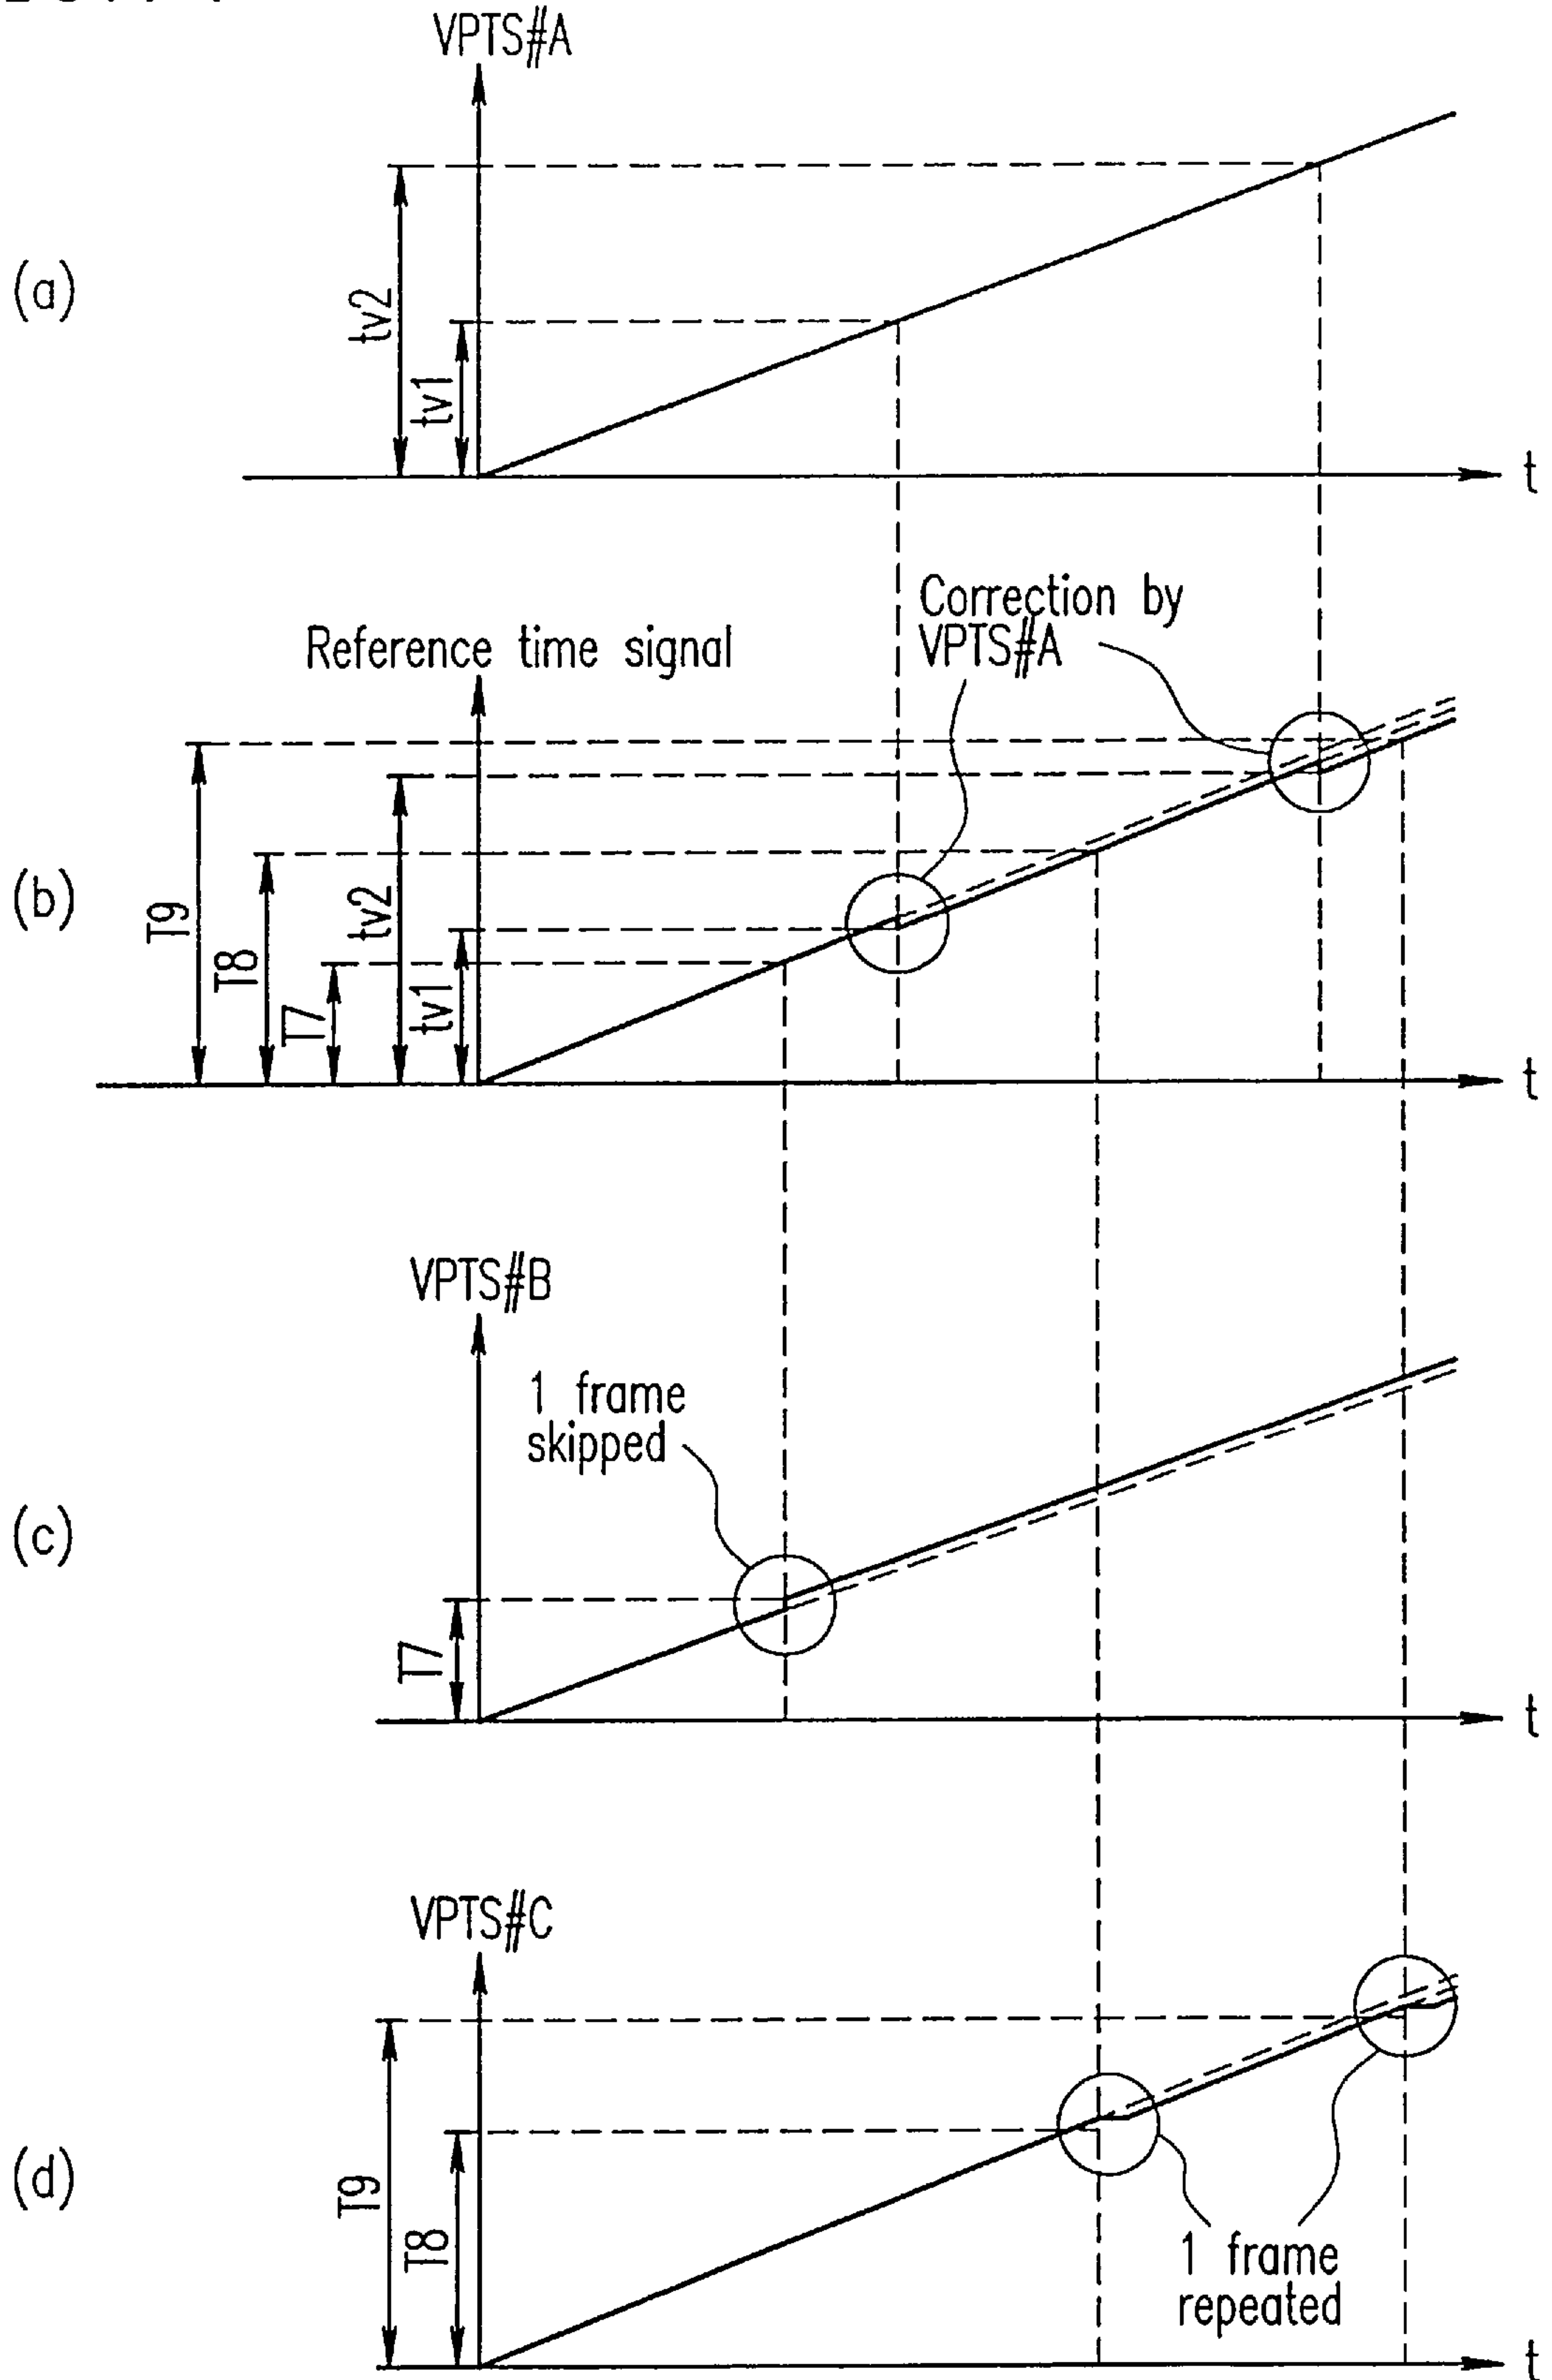 VPTS#A
(a)
tv2
tv1
t
Correction by
VPTS#A
Reference time signal
(b)
T9
T8
T7
tv2
tv1
t
VPTS#B
1 frame
skipped
(c)
T7
t
VPTS#C
(d)
T9
T8
1 frame
repeated
t